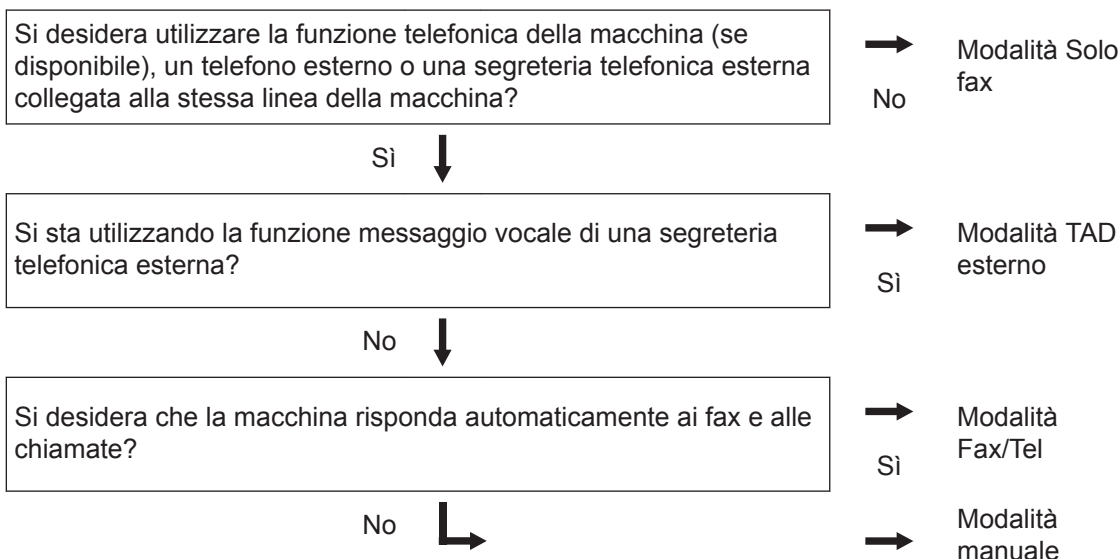 Si desidera utilizzare la funzione telefonica della macchina (se
disponibile), un telefono esterno o una segreteria telefonica esterna
collegata alla stessa linea della macchina?
No
Modalità Solo
fax
Sì
Si sta utilizzando la funzione messaggio vocale di una segreteria
telefonica esterna?
Sì
Modalità TAD
esterno
No
Si desidera che la macchina risponda automaticamente ai fax e alle
chiamate?
Sì
Modalità
Fax/Tel
No
Modalità
manuale